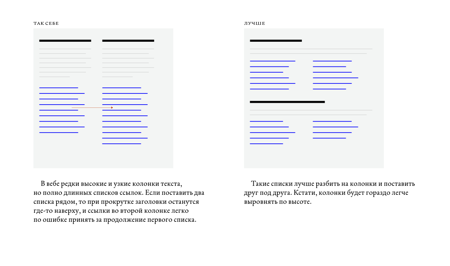 ТАК СЕБЕ
ЛУЧШЕ
В вебе редки высокие и узкие колонки текста,
но полно длинных списков ссылок. Если поставить два
списка рядом, то при прокрутке заголовки останутся
где-то наверху, и ссылки во второй колонке легко
по ошибке принять за продолжение первого списка.
Такие списки лучше разбить на колонки и поставить
друг под друга. Кстати, колонки будет гораздо легче
выровнять по высоте.